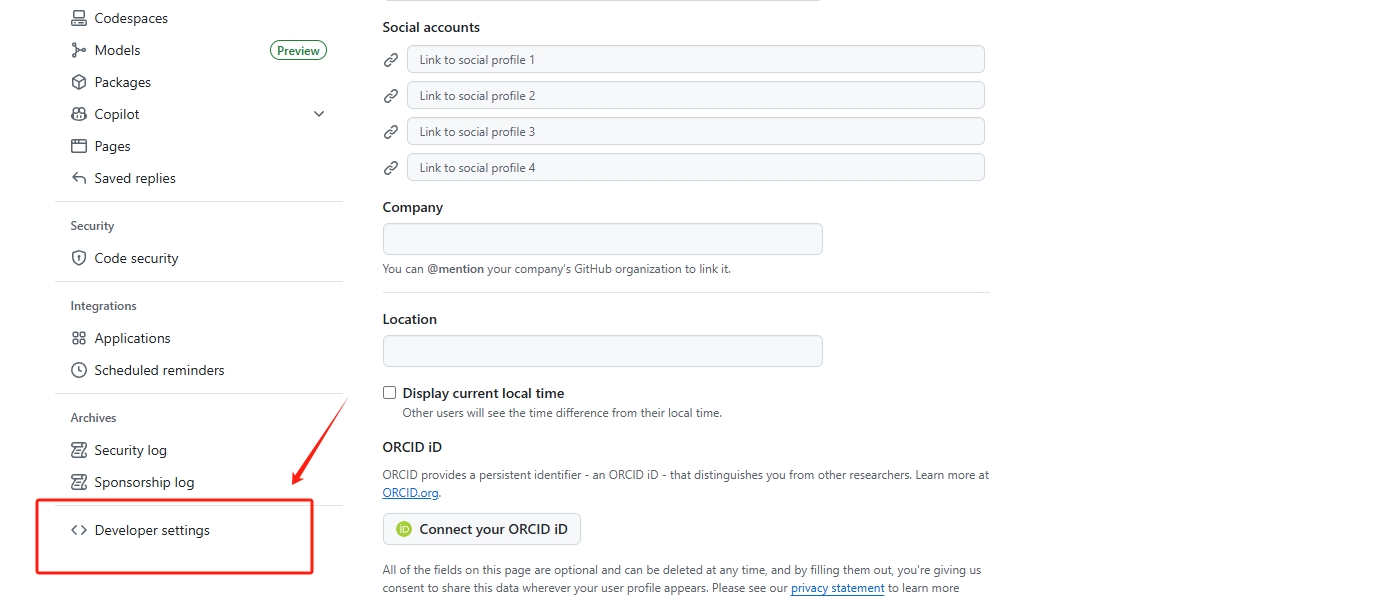 Codespaces
Models
Preview
Packages
Copilot
Pages
Saved replies
Security
Code security
Integrations
Applications
Scheduled reminders
Archives
Security log
Sponsorship log
Developer settings
Social accounts
Link to social profile 1
Link to social profile 2
Link to social profile 3
Link to social profile 4
Company
You can @mention your company's GitHub organization to link it.
Location
Display current local time
Other users will see the time difference from their local time.
ORCID iD
ORCID provides a persistent identifier - an ORCID iD - that distinguishes you from other researchers. Learn more at
ORCID.org.
iD Connect your ORCID iD
All of the fields on this page are optional and can be deleted at any time, and by filling them out, you're giving us
consent to share this data wherever your user profile appears. Please see our privacy statement to learn more